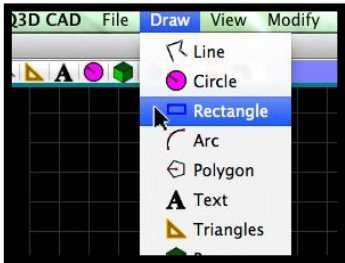 Q3D CAD File Draw View Modify
Line
Circle
Rectangle
Arc
Polygon
Text
Triangles